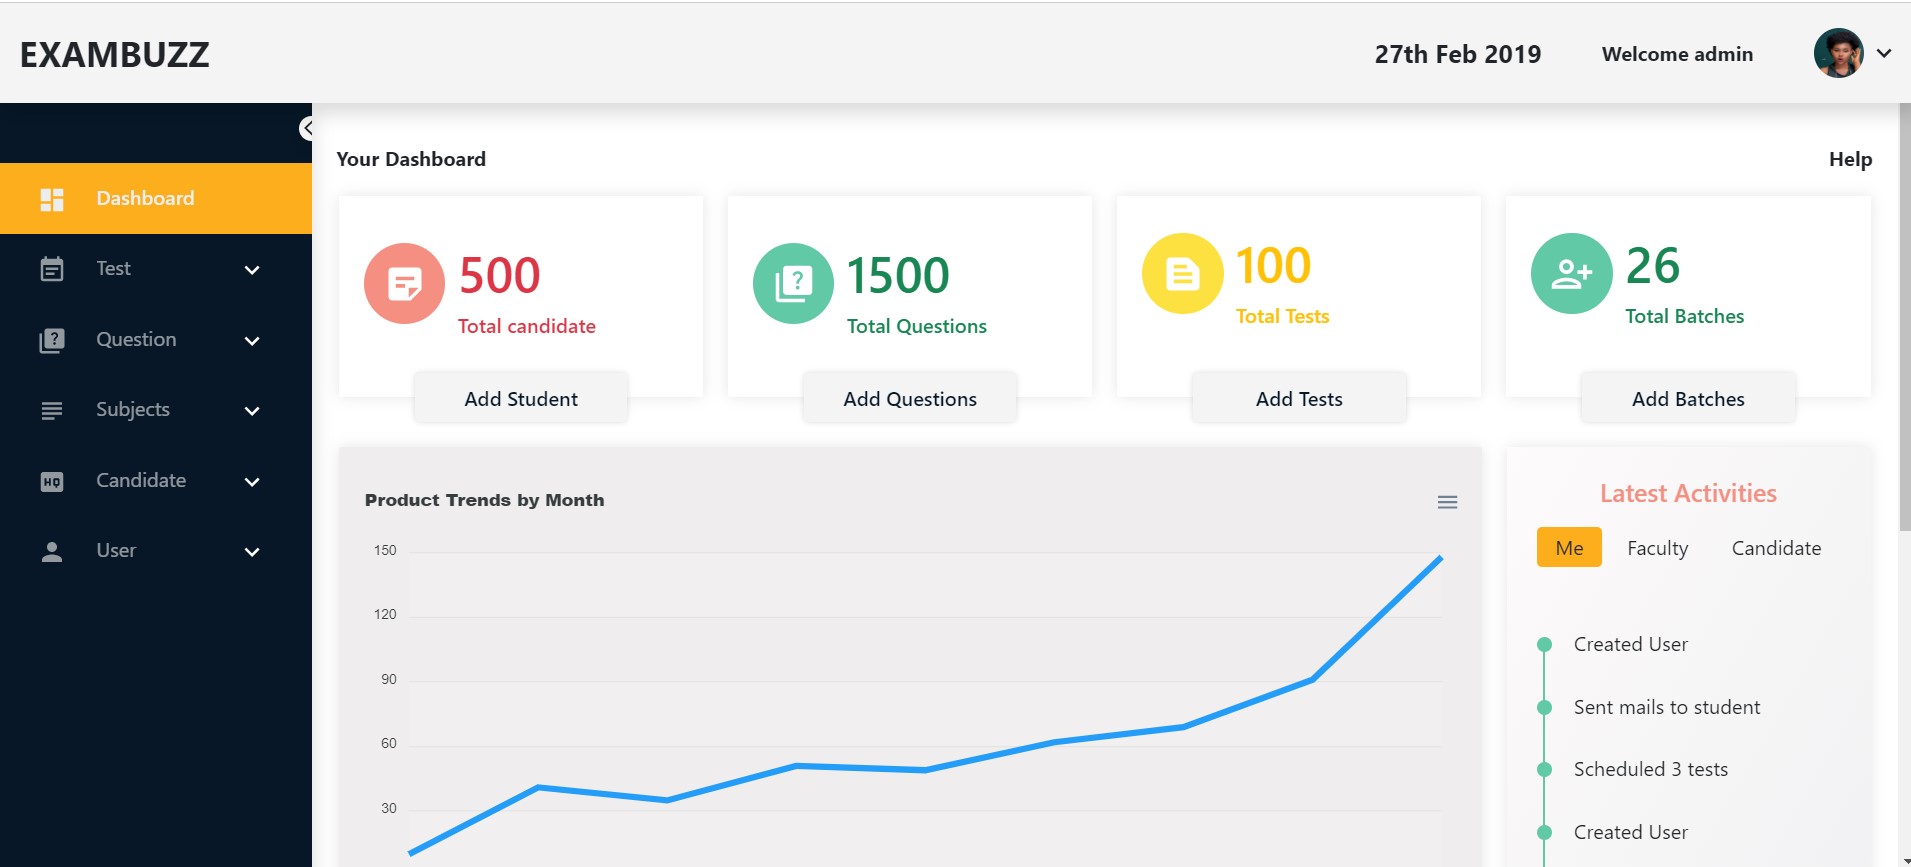 EXAMBUZZ
27th Feb 2019
Welcome admin
Dashboard
Test
Question
Subjects
HQ
Candidate
User
Your Dashboard
Help
500
Total candidate
Add Student
?
1500
Total Questions
Add Questions
100
Total Tests
Add Tests
26
Total Batches
Add Batches
Product Trends by Month
150
120
90
60
30
Latest Activities
Me Faculty Candidate
Created User
Sent mails to student
Scheduled 3 tests
Created User